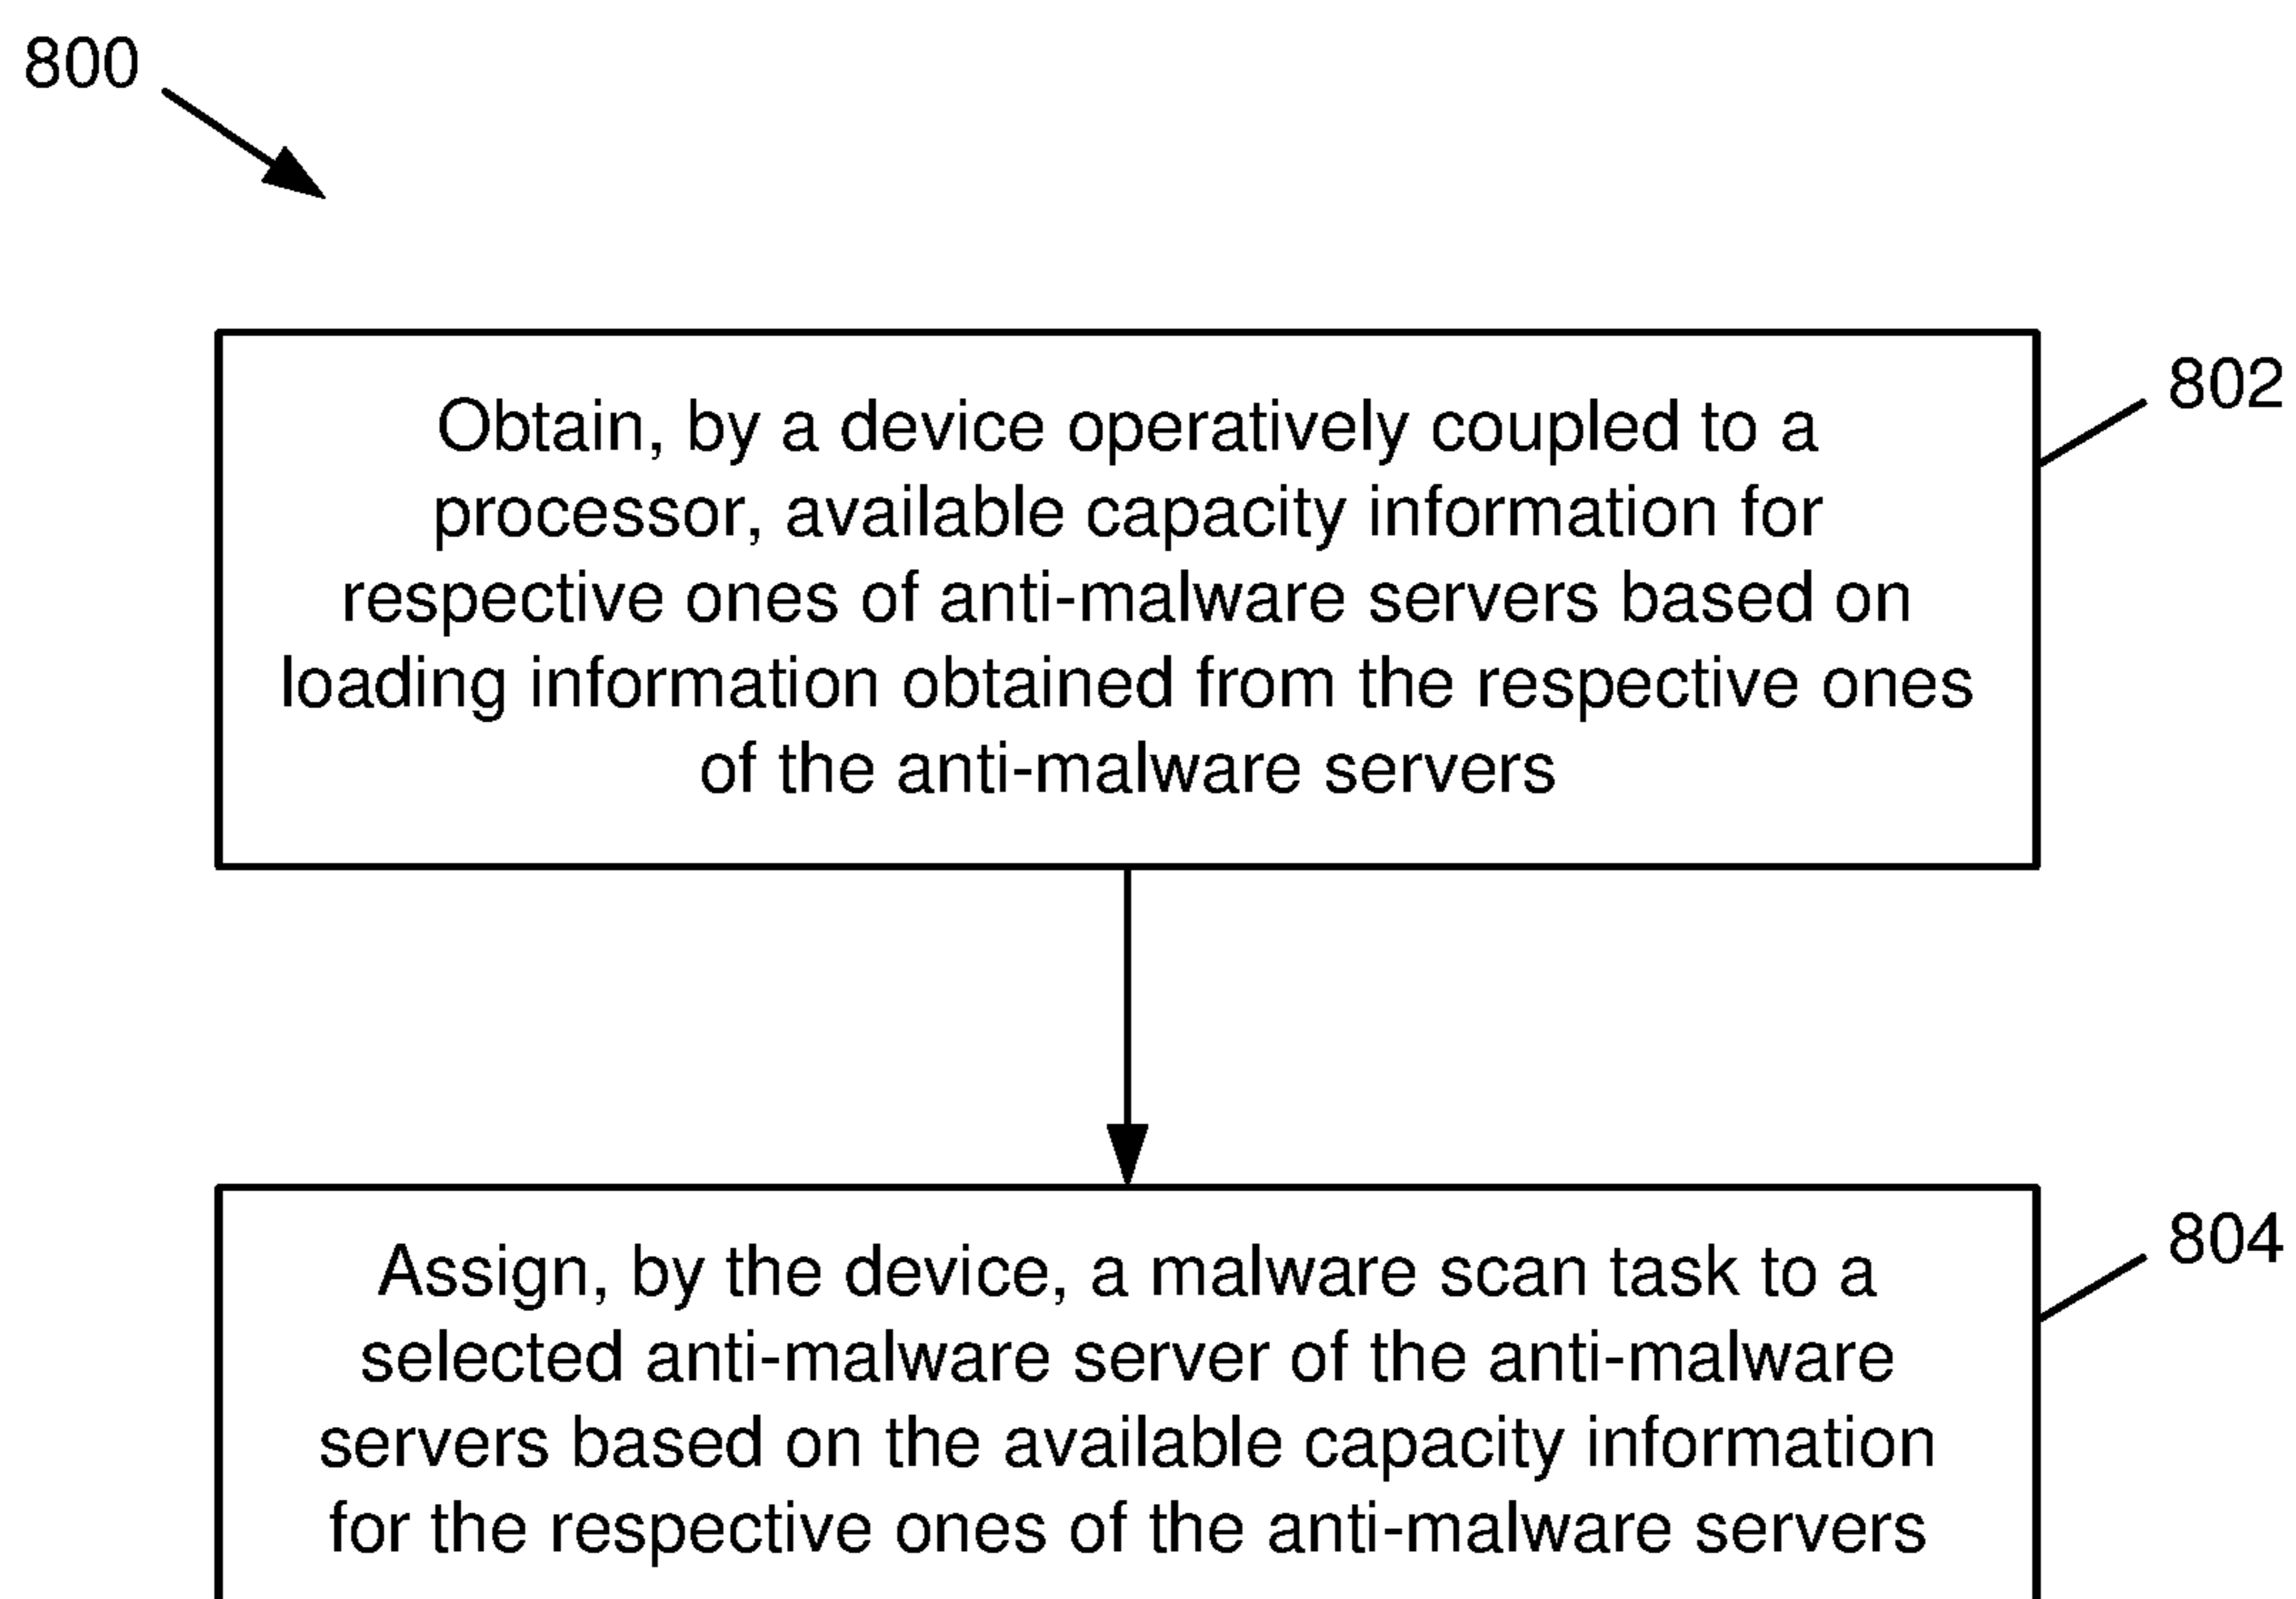 800
802
Obtain, by a device operatively coupled to a
processor, available capacity information for
respective ones of anti-malware servers based on
loading information obtained from the respective ones
of the anti-malware servers
804
Assign, by the device, a malware scan task to a
selected anti-malware server of the anti-malware
servers based on the available capacity information
for the respective ones of the anti-malware servers